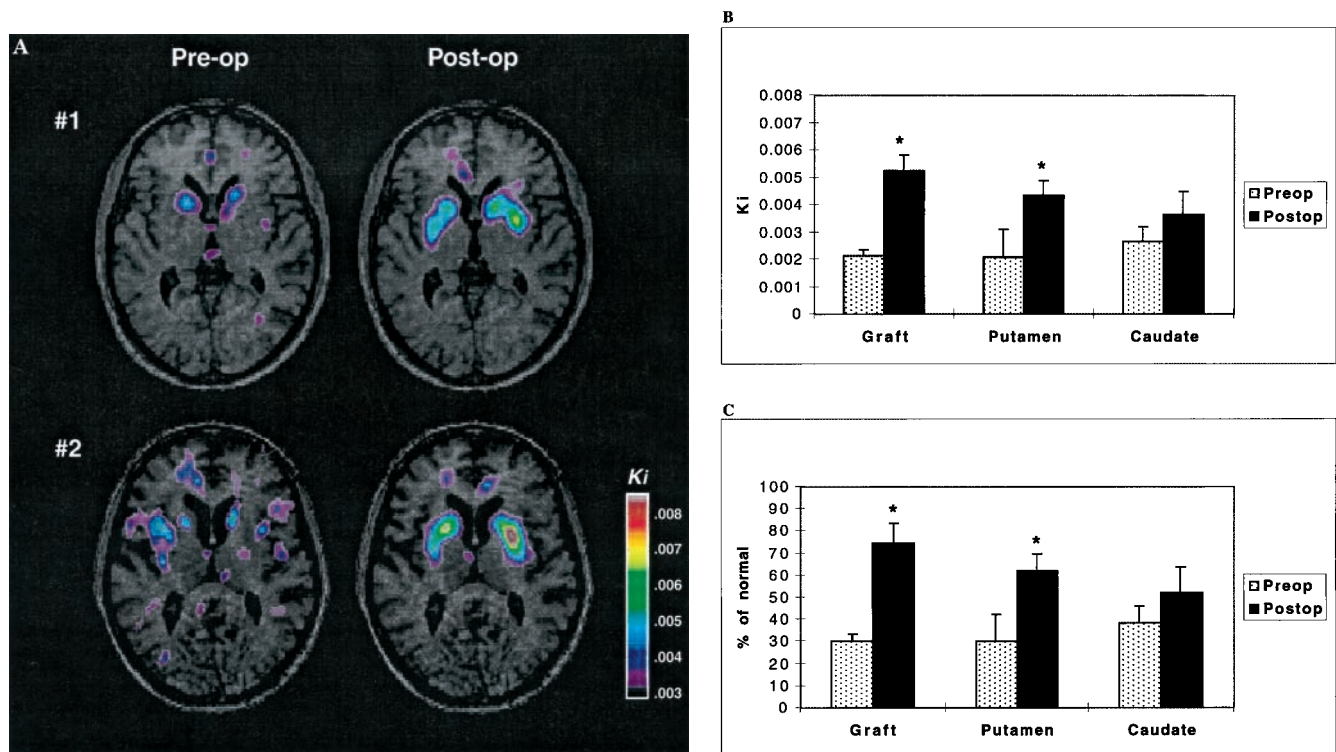 A
Pre-op
Post-op
#1
#2
Ki
.008
.007
.006
.005
.004
.003
B
0.008
0.007
0.006
0.005
0.004
0.003
0.002
0.001
0
Ki
*
*
Graft
Putamen
Caudate
Preop
Postop
C
100
90
80
70
60
50
40
30
20
10
0
% of normal
*
*
Graft
Putamen
Caudate
Preop
Postop